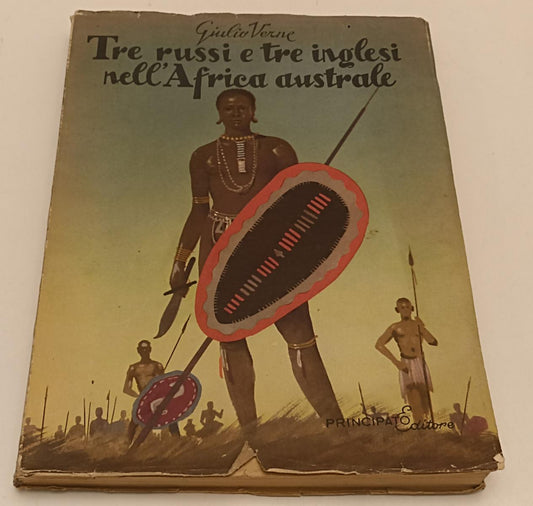 Giulio Verne
Tre russi e tre inglesi
nell'Africa australe
PRINCIPATO Editore